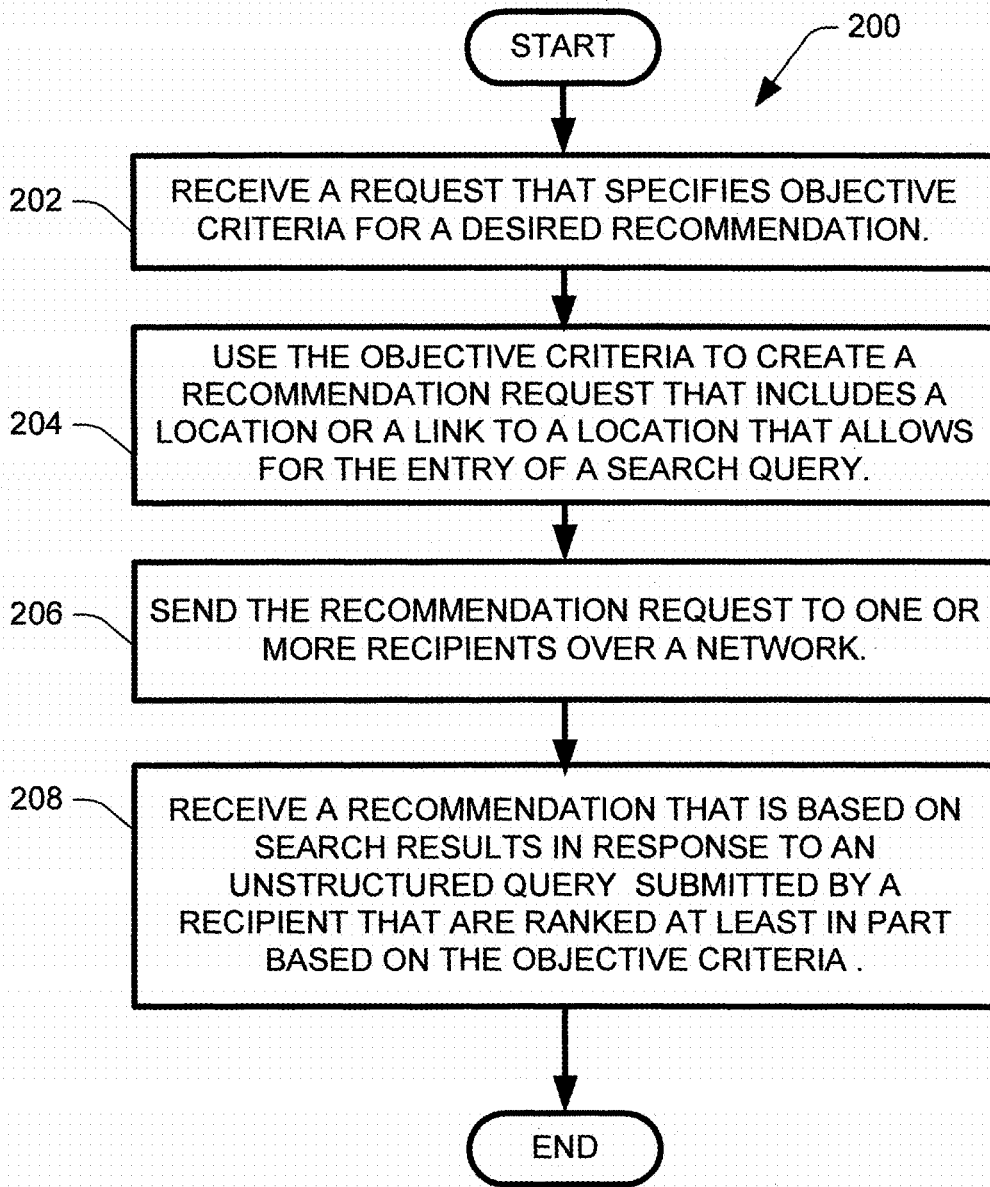 START
200
202
RECEIVE A REQUEST THAT SPECIFIES OBJECTIVE
CRITERIA FOR A DESIRED RECOMMENDATION.
204
USE THE OBJECTIVE CRITERIA TO CREATE A
RECOMMENDATION REQUEST THAT INCLUDES A
LOCATION OR A LINK TO A LOCATION THAT ALLOWS
FOR THE ENTRY OF A SEARCH QUERY.
206
SEND THE RECOMMENDATION REQUEST TO ONE OR
MORE RECIPIENTS OVER A NETWORK.
208
RECEIVE A RECOMMENDATION THAT IS BASED ON
SEARCH RESULTS IN RESPONSE TO AN
UNSTRUCTURED QUERY SUBMITTED BY A
RECIPIENT THAT ARE RANKED AT LEAST IN PART
BASED ON THE OBJECTIVE CRITERIA .
END